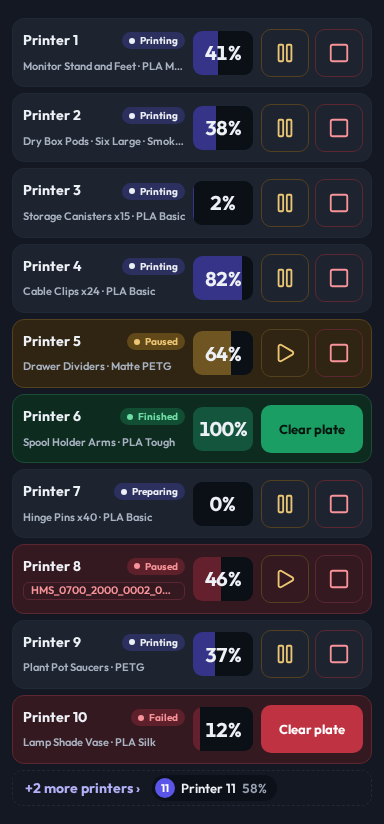 Printer 1
Printing
41%
Monitor Stand and Feet · PLA M...
Printer 2
Printing
38%
Dry Box Pods · Six Large · Smok...
Printer 3
Printing
2%
Storage Canisters x15 · PLA Basic
Printer 4
Printing
82%
Cable Clips x24 · PLA Basic
Printer 5
Paused
64%
Drawer Dividers · Matte PETG
Printer 6
Finished
100%
Clear plate
Spool Holder Arms · PLA Tough
Printer 7
Preparing
0%
Hinge Pins x40 · PLA Basic
Printer 8
Paused
46%
HMS_0700_2000_0002_0...
Printer 9
Printing
37%
Plant Pot Saucers · PETG
Printer 10
Failed
12%
Clear plate
Lamp Shade Vase · PLA Silk
+2 more printers ›
11 Printer 11 58%